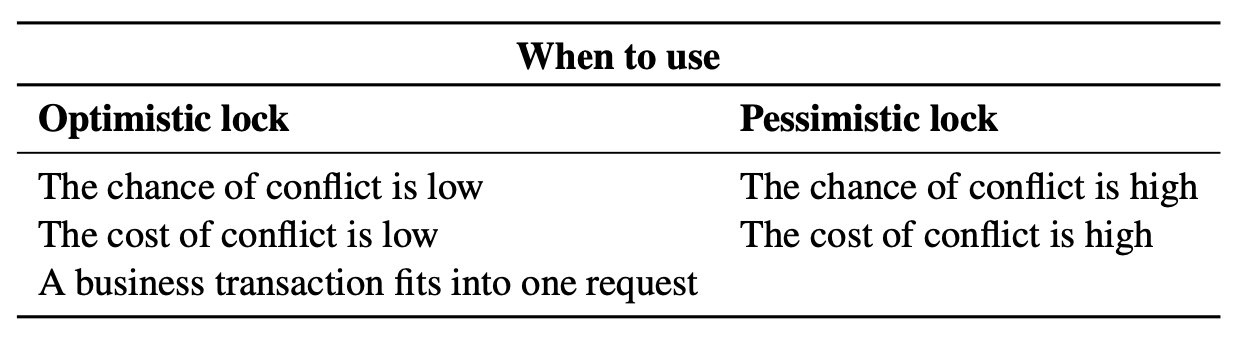 When to use
Optimistic lock Pessimistic lock
The chance of conflict is low The chance of conflict is high
The cost of conflict is low The cost of conflict is high
A business transaction fits into one request